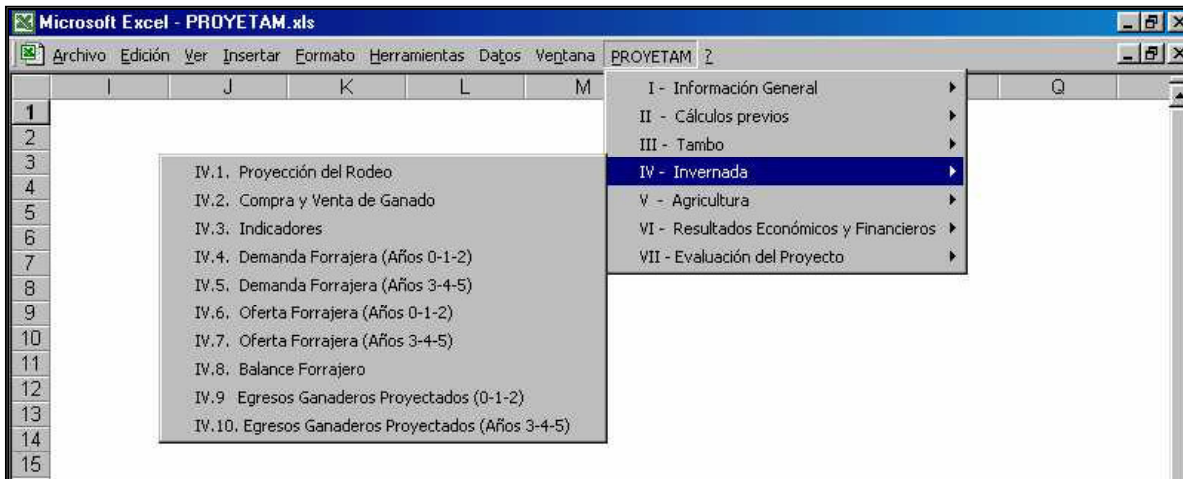 Microsoft Excel - PROYETAM.xls
Archivo Edición Ver Insertar Formato Herramientas Datos Ventana PROYETAM ?
I J K L M Q
1
2
3
4
5
6
7
8
9
10
11
12
13
14
15
I - Información General
II - Cálculos previos
III - Tambo
IV - Invernada
V - Agricultura
VI - Resultados Económicos y Financieros
VII - Evaluación del Proyecto
IV.1. Proyección del Rodeo
IV.2. Compra y Venta de Ganado
IV.3. Indicadores
IV.4. Demanda Forrajera (Años 0-1-2)
IV.5. Demanda Forrajera (Años 3-4-5)
IV.6. Oferta Forrajera (Años 0-1-2)
IV.7. Oferta Forrajera (Años 3-4-5)
IV.8. Balance Forrajero
IV.9 Egresos Ganaderos Proyectados (0-1-2)
IV.10. Egresos Ganaderos Proyectados (Años 3-4-5)